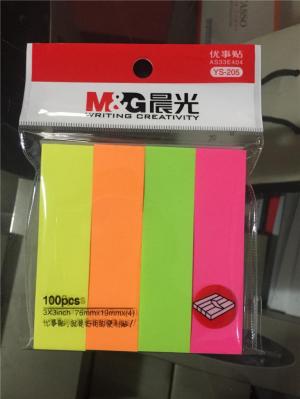 优事贴
AS33E404
YS-205
M&G晨光
WRITING CREATIVITY
100pcs
3X3inch 76mmx19mmx(4)